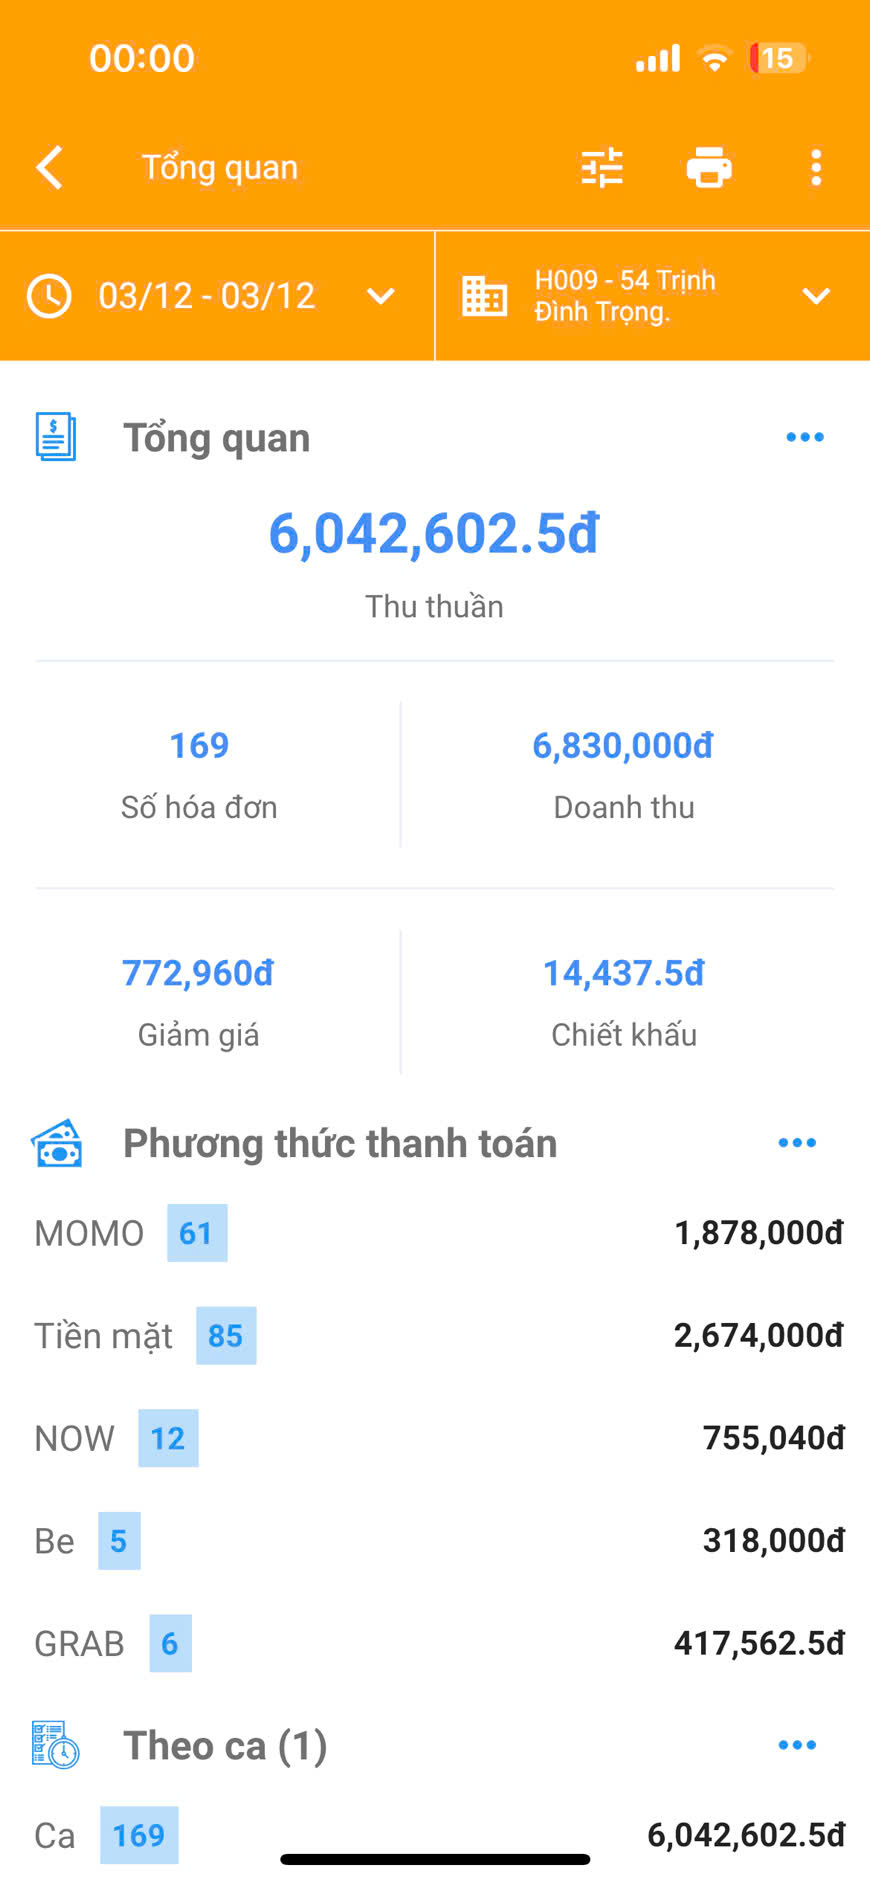 00:00
15
Tổng quan
03/12 - 03/12
H009 - 54 Trịnh
Đình Trọng.
Tổng quan
6,042,602.5đ
Thu thuần
169
6,830,000đ
Số hóa đơn
Doanh thu
772,960đ
14,437.5đ
Giảm giá
Chiết khấu
Phương thức thanh toán
MOMO 61 1,878,000đ
Tiền mặt 85 2,674,000đ
NOW 12 755,040đ
Be 5 318,000đ
GRAB 6 417,562.5đ
Theo ca (1)
Ca 169 6,042,602.5đ